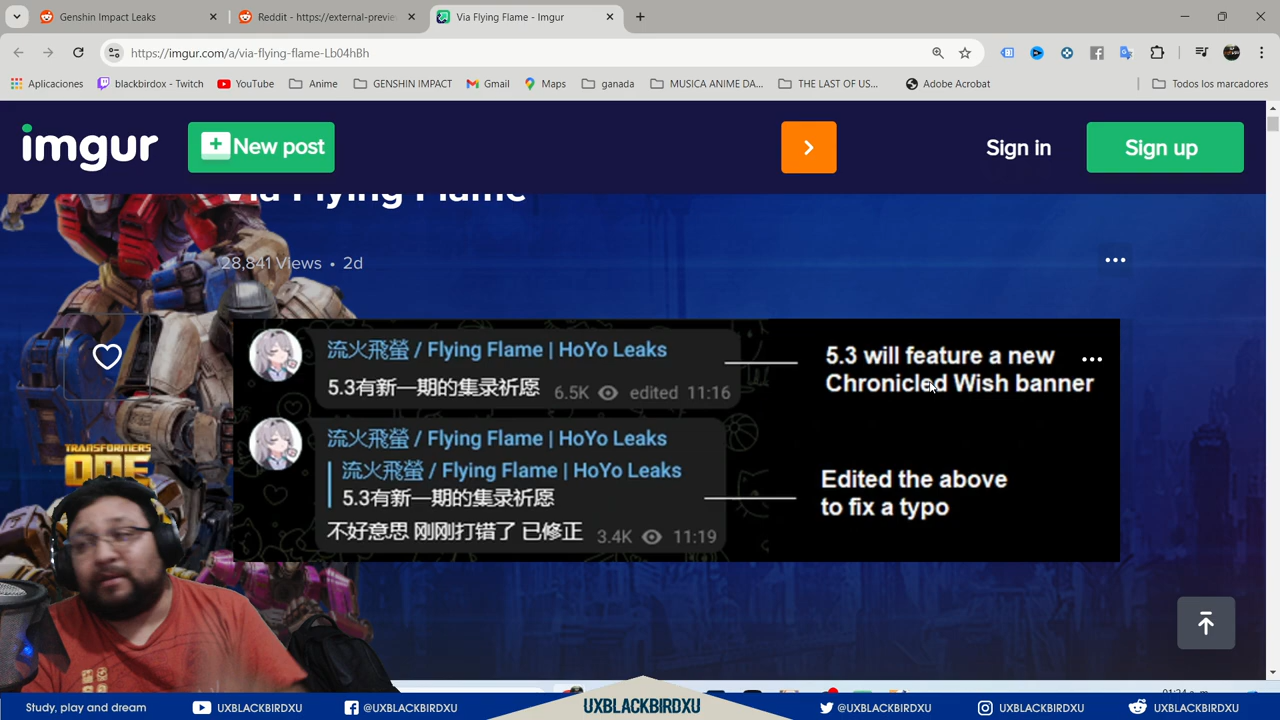 Genshin Impact Leaks
Reddit - https://external-previe
Via Flying Flame - Imgur
https://imgur.com/a/via-flying-flame-Lb04hBh
Aplicaciones
blackbirdox - Twitch
YouTube
Anime
GENSHIN IMPACT
Gmail
Maps
ganada
MUSICA ANIME DA...
THE LAST OF US...
Adobe Acrobat
Todos los marcadores
imgur
New post
Sign in
Sign up
Via Flying Flame
28,841 Views • 2d
流火飛螢 / Flying Flame | HoYo Leaks
5.3有新一期的集录祈愿 6.5K edited 11:16
5.3 will feature a new
Chronicled Wish banner
流火飛螢 / Flying Flame | HoYo Leaks
流火飛螢 / Flying Flame | HoYo Leaks
5.3有新一期的集录祈愿
不好意思 刚刚打错了 已修正 3.4K 11:19
Edited the above
to fix a typo
TRANSFORMERS
ONE
Study, play and dream
UXBLACKBIRDXU
@UXBLACKBIRDXU
UXBLACKBIRDXU
@UXBLACKBIRDXU
UXBLACKBIRDXU
UXBLACKBIRDXU